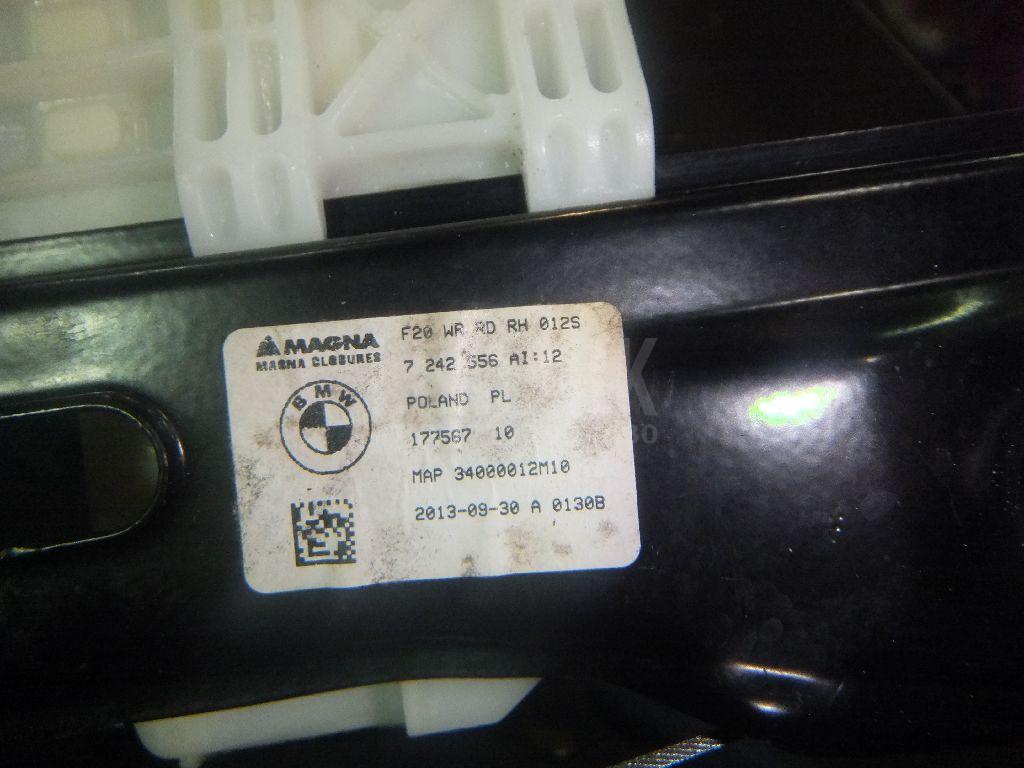 MAGNA
MAGNA CLOSURES
F20 WR RD RH 012S
7 242 556 AI:12
BMW
POLAND PL
177567 10
MAP 34000012M10
2013-09-30 A 0130B